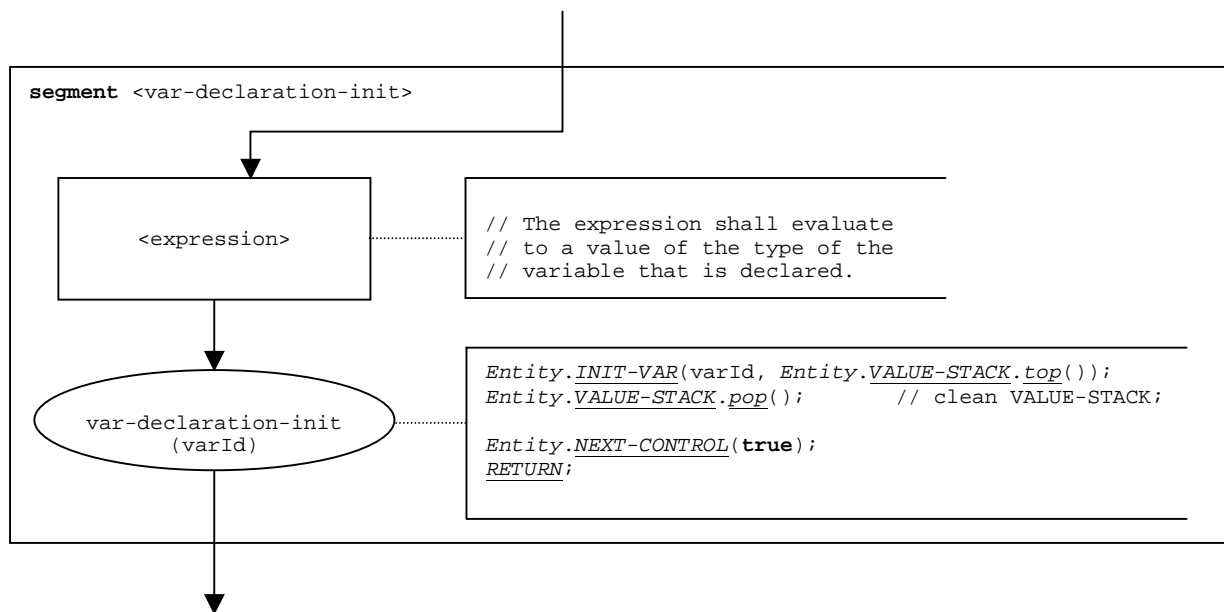 segment <var-declaration-init>
<expression>
// The expression shall evaluate
// to a value of the type of the
// variable that is declared.
var-declaration-init
(varId)
Entity.INIT-VAR(varId, Entity.VALUE-STACK.top());
Entity.VALUE-STACK.pop(); // clean VALUE-STACK;
Entity.NEXT-CONTROL(true);
RETURN;